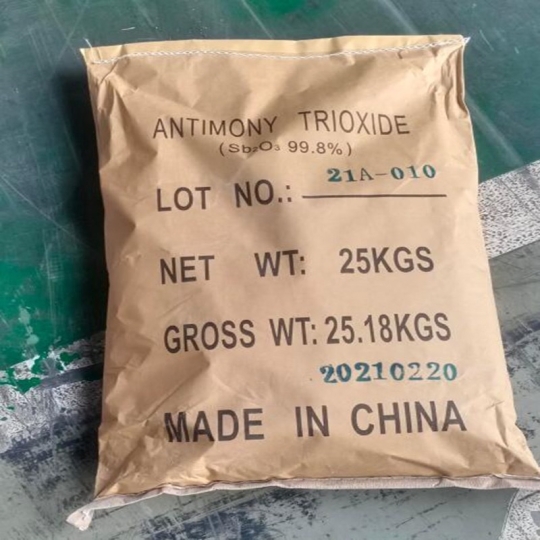 ANTIMONY TRIOXIDE
(Sb₂O₃ 99.8%)
LOT NO.: 21A-010
NET WT: 25KGS
GROSS WT: 25.18KGS
20210220
MADE IN CHINA